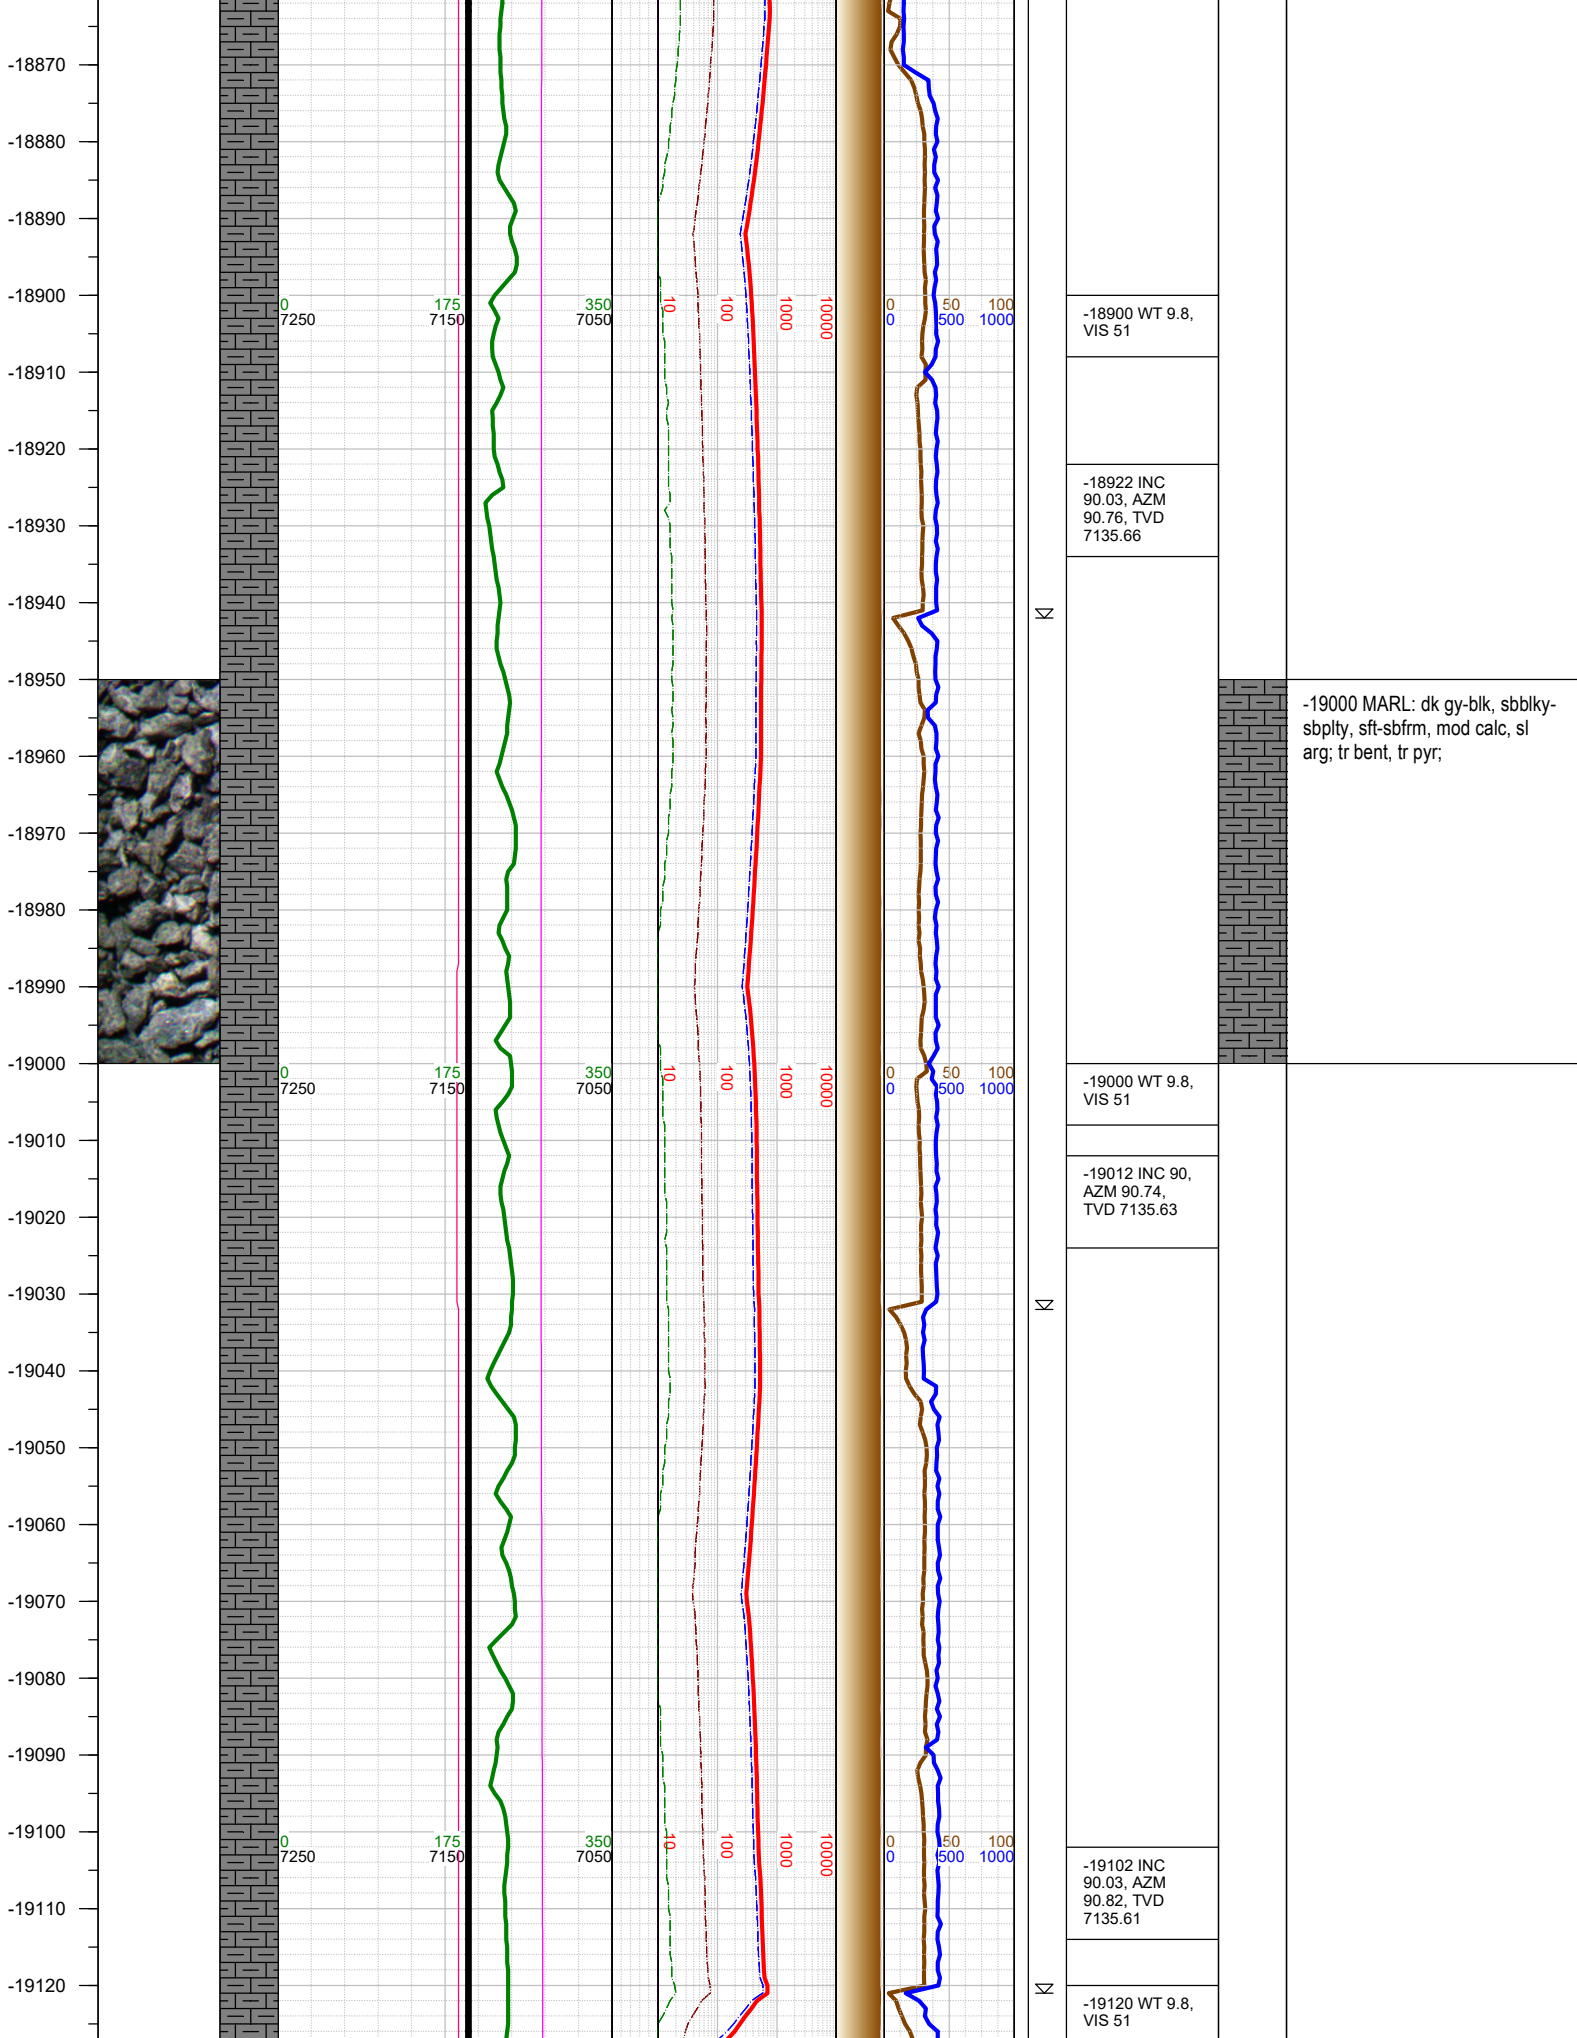 -18870
-18880
-18890
-18900
0 175 350 10 100 1000 10000 0 50 100
7250 7150 7050 0 500 1000
-18900 WT 9.8,
VIS 51
-18910
-18920
-18922 INC
90.03, AZM
90.76, TVD
7135.66
-18930
-18940
-18950
-19000 MARL: dk gy-blk, sbblky-
sbplty, sft-sbfrm, mod calc, sl
arg; tr bent, tr pyr;
-18960
-18970
-18980
-18990
-19000
0 175 350 10 100 1000 10000 0 50 100
7250 7150 7050 0 500 1000
-19000 WT 9.8,
VIS 51
-19010
-19012 INC 90,
AZM 90.74,
TVD 7135.63
-19020
-19030
-19040
-19050
-19060
-19070
-19080
-19090
-19100
0 175 350 10 100 1000 10000 0 50 100
7250 7150 7050 0 500 1000
-19102 INC
90.03, AZM
90.82, TVD
7135.61
-19110
-19120
-19120 WT 9.8,
VIS 51